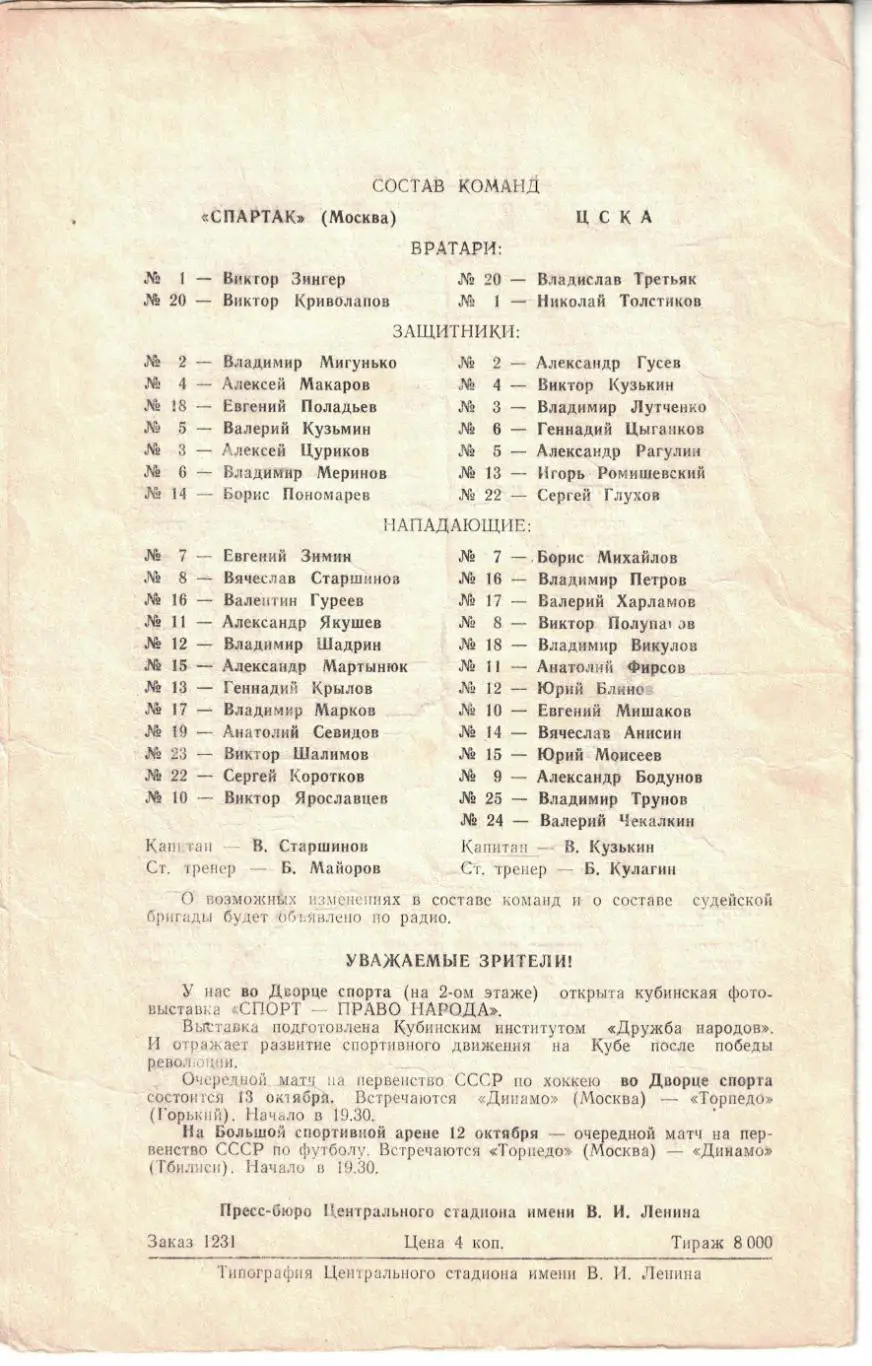 СОСТАВ КОМАНД
«СПАРТАК» (Москва) ЦСКА
ВРАТАРИ:
№ 1 — Виктор Зингер № 20 — Владислав Третьяк
№ 20 — Виктор Криволапов № 1 — Николай Толстиков
ЗАЩИТНИКИ:
№ 2 — Владимир Мигунько № 2 — Александр Гусев
№ 4 — Алексей Макаров № 4 — Виктор Кузькин
№ 18 — Евгений Поладьев № 3 — Владимир Лутченко
№ 5 — Валерий Кузьмин № 6 — Геннадий Цыганков
№ 3 — Алексей Цуриков № 5 — Александр Рагулин
№ 6 — Владимир Меринов № 13 — Игорь Ромишевский
№ 14 — Борис Пономарев № 22 — Сергей Глухов
НАПАДАЮЩИЕ:
№ 7 — Евгений Зимин № 7 — Борис Михайлов
№ 8 — Вячеслав Старшинов № 16 — Владимир Петров
№ 16 — Валентин Гуреев № 17 — Валерий Харламов
№ 11 — Александр Якушев № 8 — Виктор Полупанов
№ 12 — Владимир Шадрин № 18 — Владимир Викулов
№ 15 — Александр Мартынюк № 11 — Анатолий Фирсов
№ 13 — Геннадий Крылов № 12 — Юрий Блинов
№ 17 — Владимир Марков № 10 — Евгений Мишаков
№ 19 — Анатолий Севидов № 14 — Вячеслав Анисин
№ 23 — Виктор Шалимов № 15 — Юрий Моисеев
№ 22 — Сергей Коротков № 9 — Александр Бодунов
№ 10 — Виктор Ярославцев № 25 — Владимир Трунов
№ 24 — Валерий Чекалкин
Капитан — В. Старшинов Капитан — В. Кузькин
Ст. тренер — Б. Майоров Ст. тренер — Б. Кулагин
О возможных изменениях в составе команд и о составе судейской
бригады будет объявлено по радио.
УВАЖАЕМЫЕ ЗРИТЕЛИ!
У нас во Дворце спорта (на 2-ом этаже) открыта кубинская фото-
выставка «СПОРТ — ПРАВО НАРОДА».
Выставка подготовлена Кубинским институтом «Дружба народов».
И отражает развитие спортивного движения на Кубе после победы
революции.
Очередной матч на первенство СССР по хоккею во Дворце спорта
состоится 13 октября. Встречаются «Динамо» (Москва) — «Торпедо»
(Горький). Начало в 19.30.
На Большой спортивной арене 12 октября — очередной матч на пер-
венство СССР по футболу. Встречаются «Торпедо» (Москва) — «Динамо»
(Тбилиси). Начало в 19.30.
Пресс-бюро Центрального стадиона имени В. И. Ленина
Заказ 1231 Цена 4 коп. Тираж 8 000
Типография Центрального стадиона имени В. И. Ленина